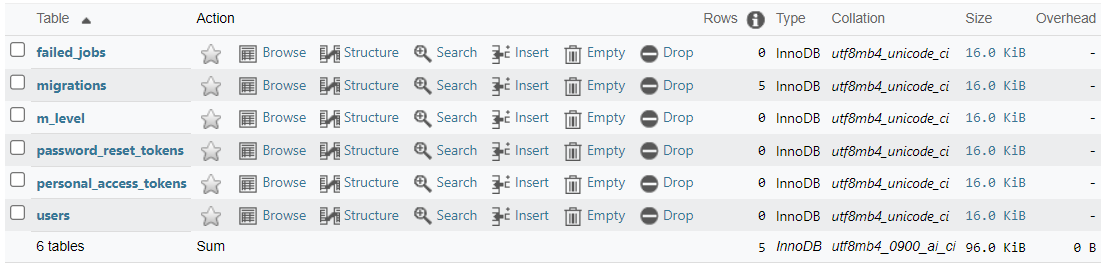 Table Action Rows Type Collation Size Overhead
failed_jobs Browse Structure Search Insert Empty Drop 0 InnoDB utf8mb4_unicode_ci 16.0 KiB -
migrations Browse Structure Search Insert Empty Drop 5 InnoDB utf8mb4_unicode_ci 16.0 KiB -
m_level Browse Structure Search Insert Empty Drop 0 InnoDB utf8mb4_unicode_ci 16.0 KiB -
password_reset_tokens Browse Structure Search Insert Empty Drop 0 InnoDB utf8mb4_unicode_ci 16.0 KiB -
personal_access_tokens Browse Structure Search Insert Empty Drop 0 InnoDB utf8mb4_unicode_ci 16.0 KiB -
users Browse Structure Search Insert Empty Drop 0 InnoDB utf8mb4_unicode_ci 16.0 KiB -
6 tables Sum 5 InnoDB utf8mb4_0900_ai_ci 96.0 KiB 0 B